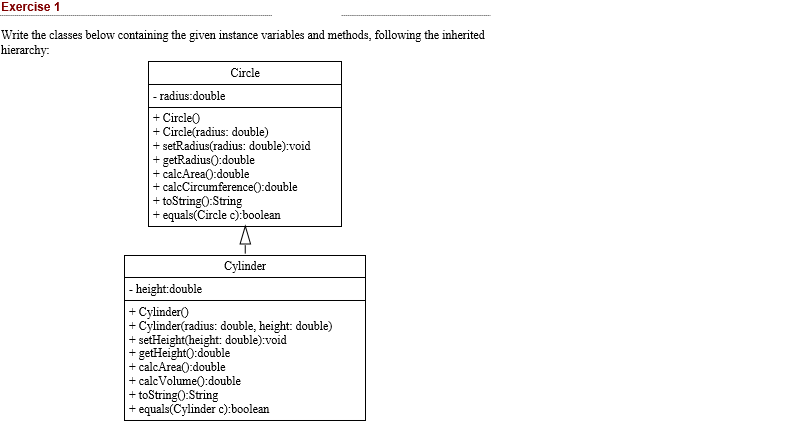 Exercise 1
Write the classes below containing the given instance variables and methods, following the inherited
hierarchy:
Circle
- radius:double
+ Circle()
+ Circle(radius: double)
+ setRadius(radius: double):void
+ getRadius():double
+ calcArea():double
+ calcCircumference():double
+ toString():String
+ equals(Circle c):boolean
Cylinder
- height:double
+ Cylinder()
+ Cylinder(radius: double, height: double)
+ setHeight(height: double):void
+ getHeight():double
+ calcArea():double
+ calcVolume():double
+ toString():String
+ equals(Cylinder c):boolean